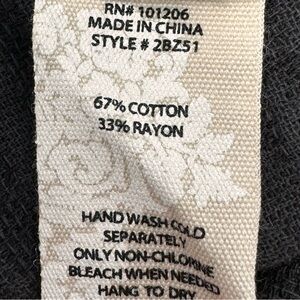 RN# 101206
MADE IN CHINA
STYLE # 2BZ51
67% COTTON
33% RAYON
HAND WASH COLD
SEPARATELY
ONLY NON-CHLORINE
BLEACH WHEN NEEDED
HANG TO DRY